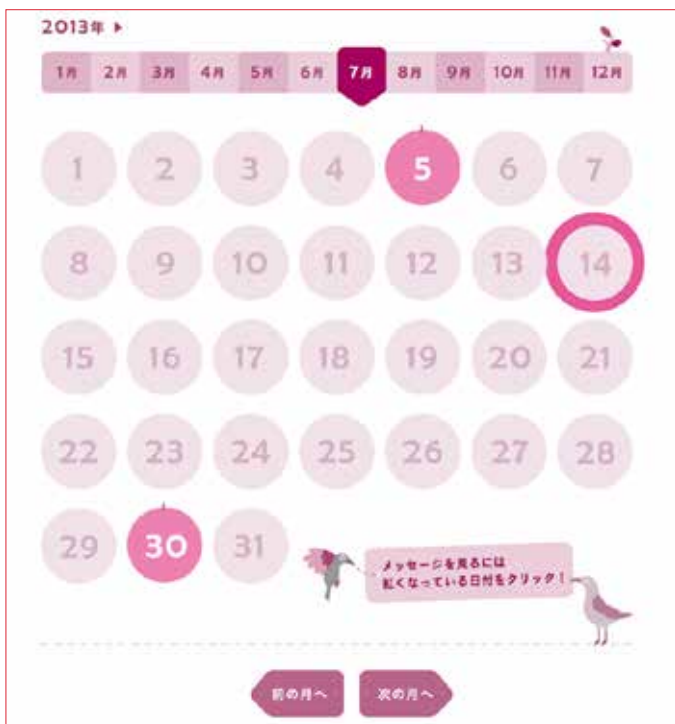 2013年
1月 2月 3月 4月 5月 6月 7月 8月 9月 10月 11月 12月
1 2 3 4 5 6 7
8 9 10 11 12 13 14
15 16 17 18 19 20 21
22 23 24 25 26 27 28
29 30 31
メッセージを見るには
紅くなっている日付をクリック!
前の月へ 次の月へ